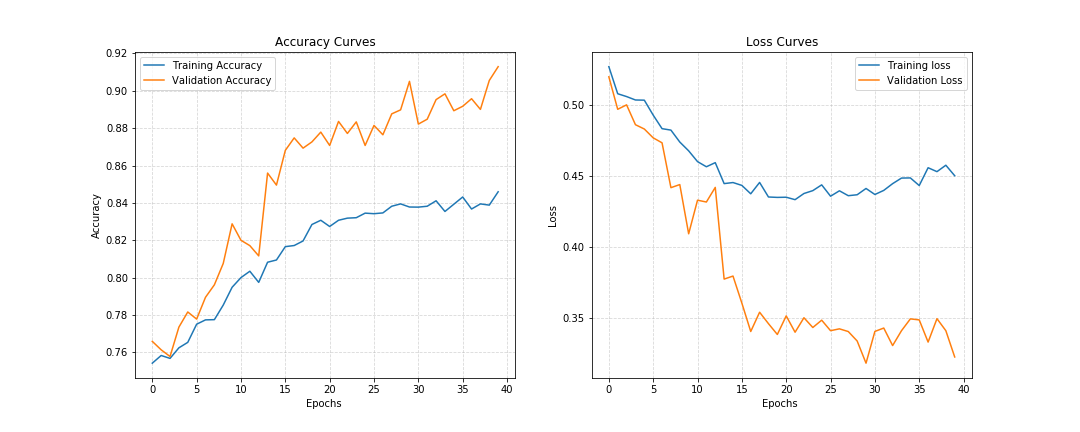 Accuracy Curves
Training Accuracy
Validation Accuracy
Accuracy
0.92
0.90
0.88
0.86
0.84
0.82
0.80
0.78
0.76
0 5 10 15 20 25 30 35 40
Epochs
Loss Curves
Training loss
Validation Loss
Loss
0.50
0.45
0.40
0.35
0 5 10 15 20 25 30 35 40
Epochs